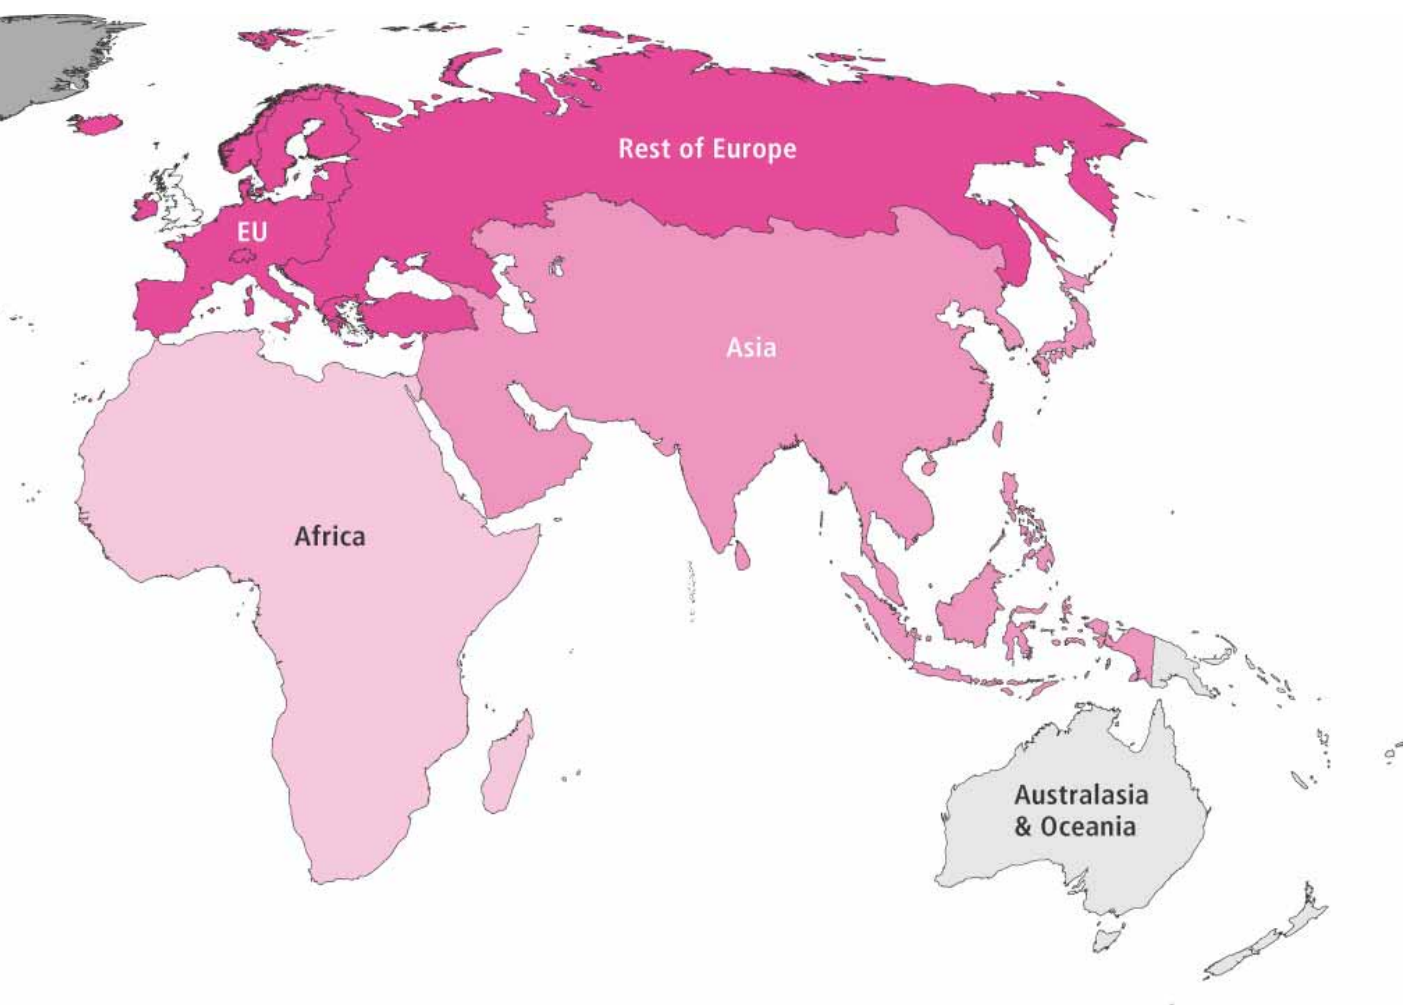 Rest of Europe
EU
Asia
Africa
Australasia
& Oceania